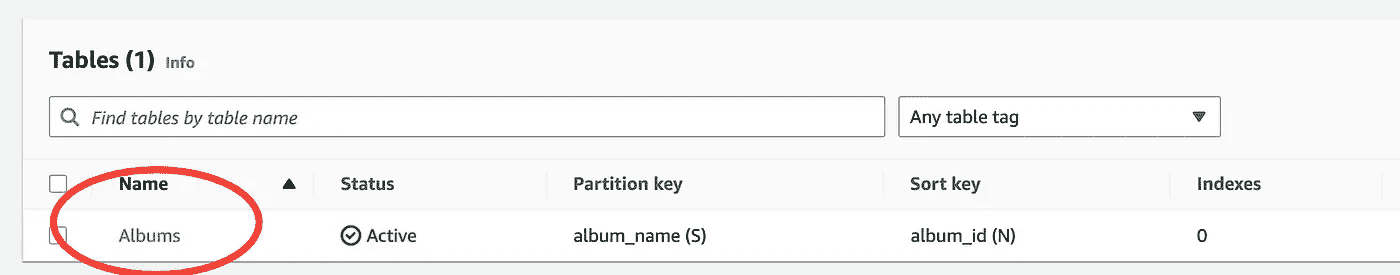 Tables (1) Info
Find tables by table name
Any table tag
Name Status Partition key Sort key Indexes
Albums Active album_name (S) album_id (N) 0